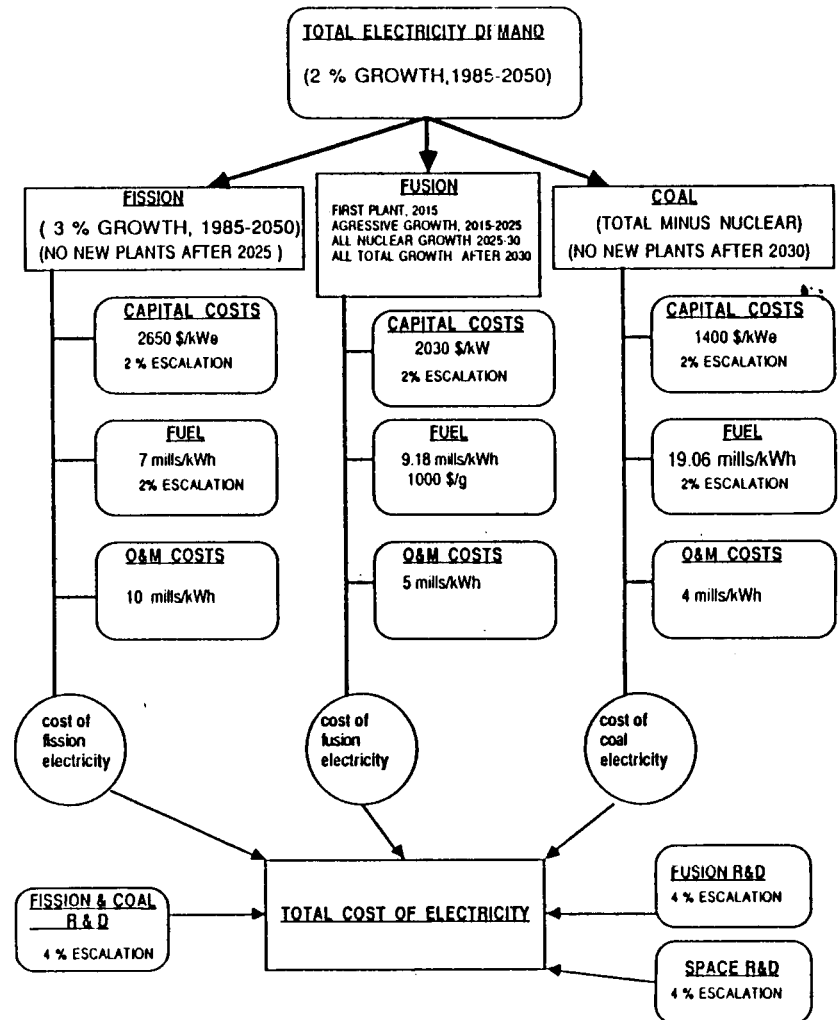 TOTAL ELECTRICITY DEMAND
(2 % GROWTH,1985-2050)
FISSION
( 3 % GROWTH, 1985-2050)
(NO NEW PLANTS AFTER 2025 )
FUSION
FIRST PLANT, 2015
AGRESSIVE GROWTH, 2015-2025
ALL NUCLEAR GROWTH 2025-30
ALL TOTAL GROWTH AFTER 2030
COAL
(TOTAL MINUS NUCLEAR)
(NO NEW PLANTS AFTER 2030)
CAPITAL COSTS
2650 $/kWe
2 % ESCALATION
CAPITAL COSTS
2030 $/kW
2% ESCALATION
CAPITAL COSTS
1400 $/kWe
2% ESCALATION
FUEL
7 mills/kWh
2% ESCALATION
FUEL
9.18 mills/kWh
1000 $/g
FUEL
19.06 mills/kWh
2% ESCALATION
O&M COSTS
10 mills/kWh
O&M COSTS
5 mills/kWh
O&M COSTS
4 mills/kWh
cost of
fission
electricity
cost of
fusion
electricity
cost of
coal
electricity
FISSION & COAL
R & D
4 % ESCALATION
TOTAL COST OF ELECTRICITY
FUSION R&D
4 % ESCALATION
SPACE R&D
4 % ESCALATION